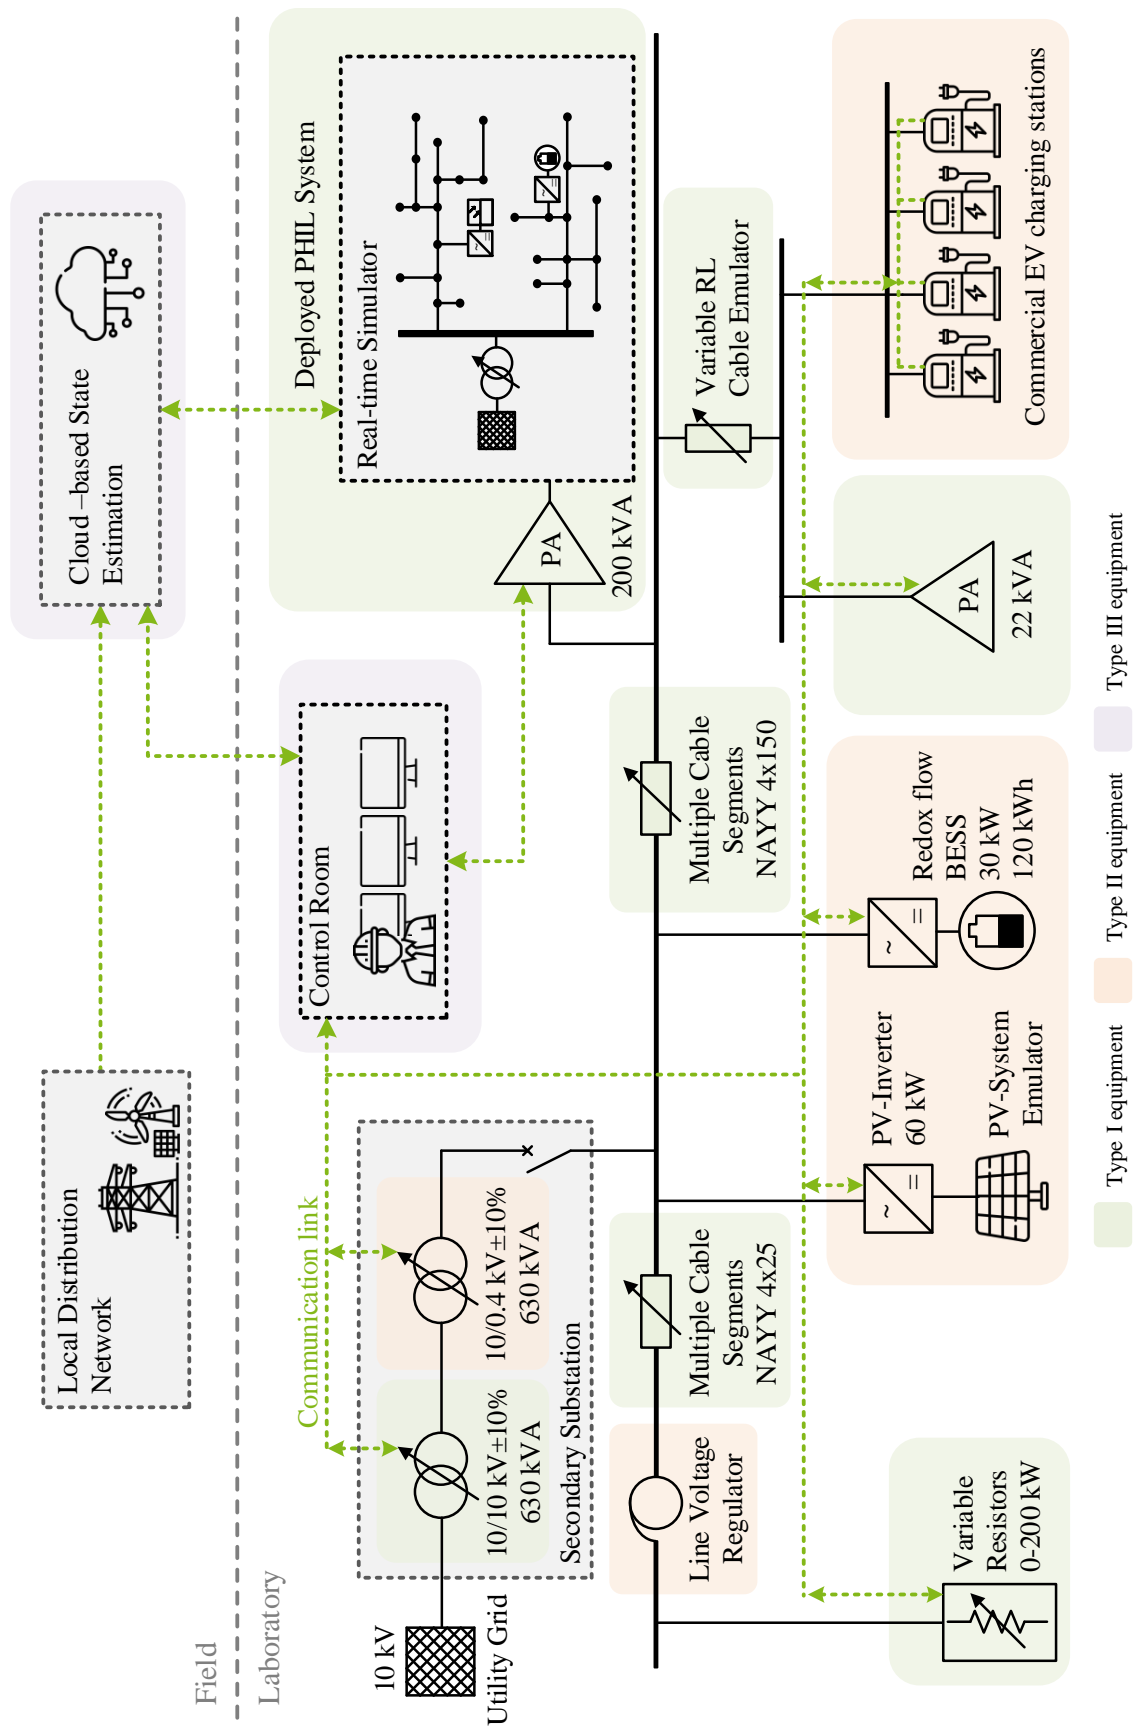 Field
Laboratory
Local Distribution
Network
Cloud –based State
Estimation
Communication link
Control Room
Deployed PHIL System
Real-time Simulator
PA
200 kVA
10 kV
Utility Grid
10/10 kV±10%
630 kVA
10/0.4 kV±10%
630 kVA
Secondary Substation
Line Voltage
Regulator
Multiple Cable
Segments
NAYY 4x25
Multiple Cable
Segments
NAYY 4x150
Variable RL
Cable Emulator
Variable
Resistors
0-200 kW
PV-Inverter
60 kW
~
=
PV-System
Emulator
~
=
Redox flow
BESS
30 kW
120 kWh
PA
22 kVA
Commercial EV charging stations
Type I equipment
Type II equipment
Type III equipment